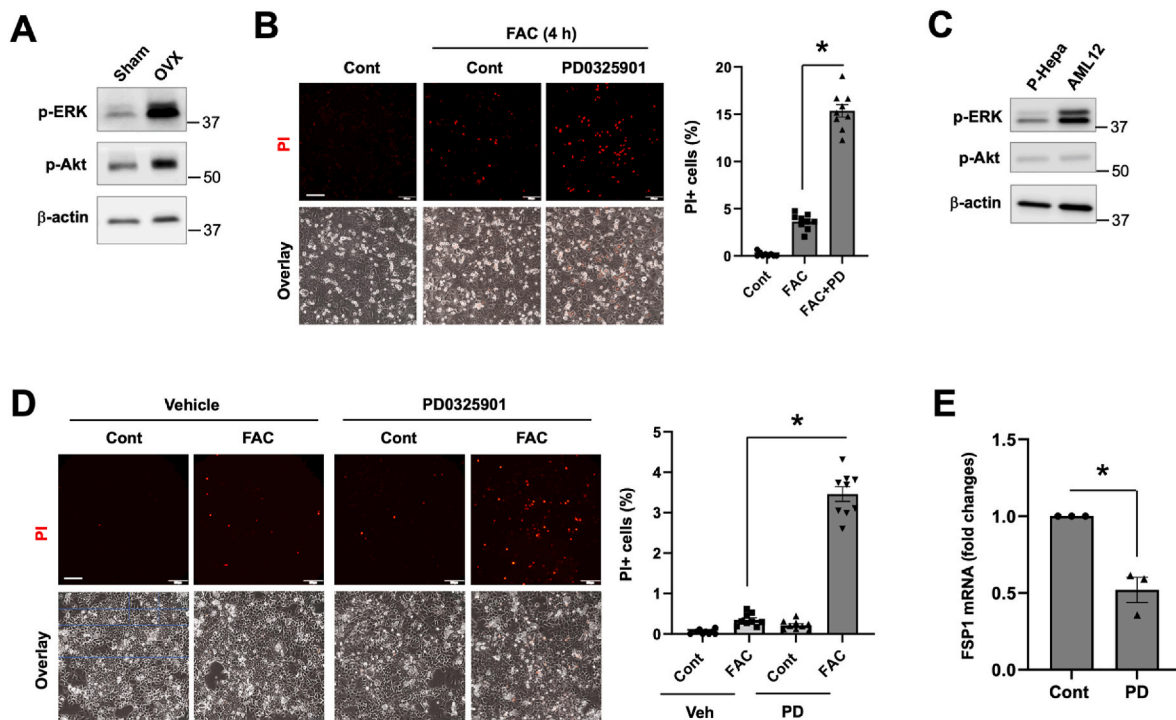 A
Sham
OVX
p-ERK
37
p-Akt
50
β-actin
37
B
FAC (4 h)
Cont
Cont
PD0325901
PI
Overlay
PI+ cells (%)
20
15
10
5
0
*
Cont
FAC
FAC+PD
C
P-Hepa
AML12
p-ERK
37
p-Akt
50
β-actin
37
D
Vehicle
PD0325901
Cont
FAC
Cont
FAC
PI
Overlay
PI+ cells (%)
5
4
3
2
1
0
*
Cont
FAC
Cont
FAC
Veh
PD
E
FSP1 mRNA (fold changes)
1.5
1.0
0.5
0.0
*
Cont
PD